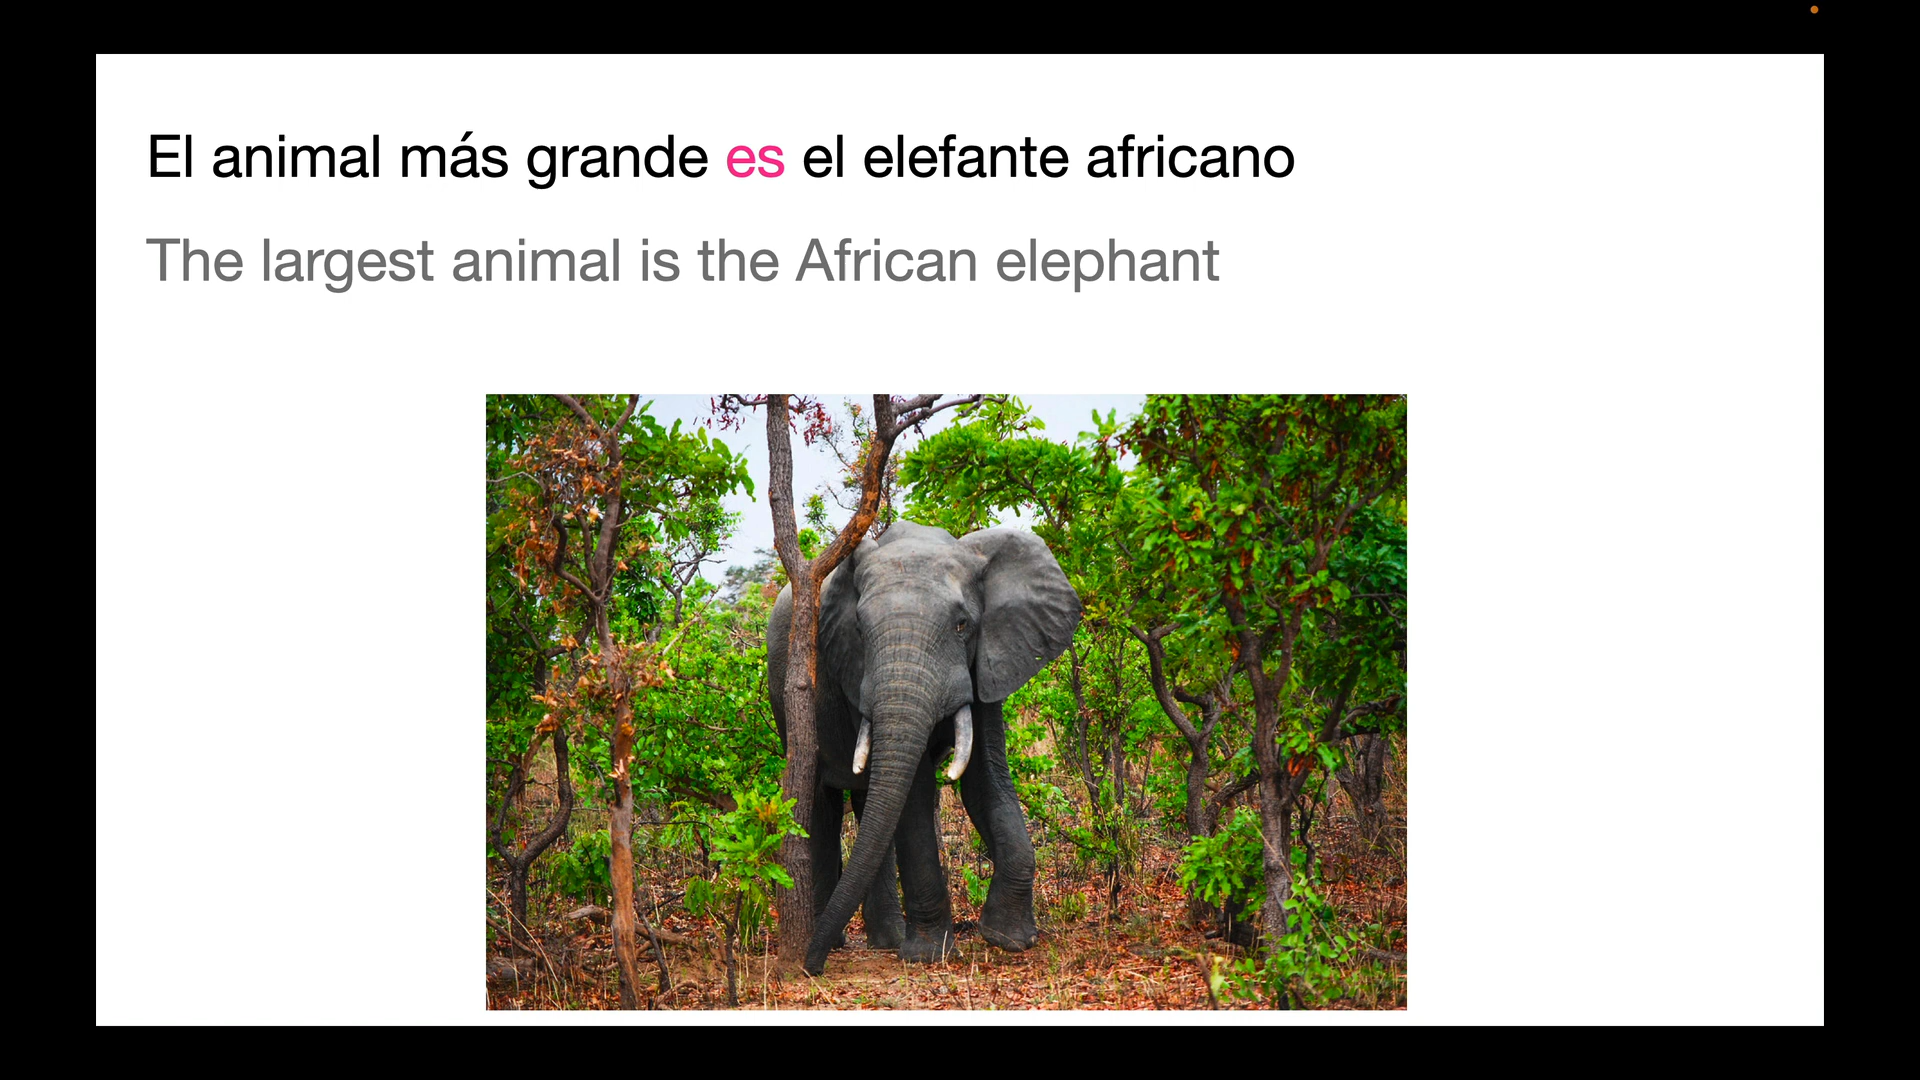 El animal más grande es el elefante africano
The largest animal is the African elephant